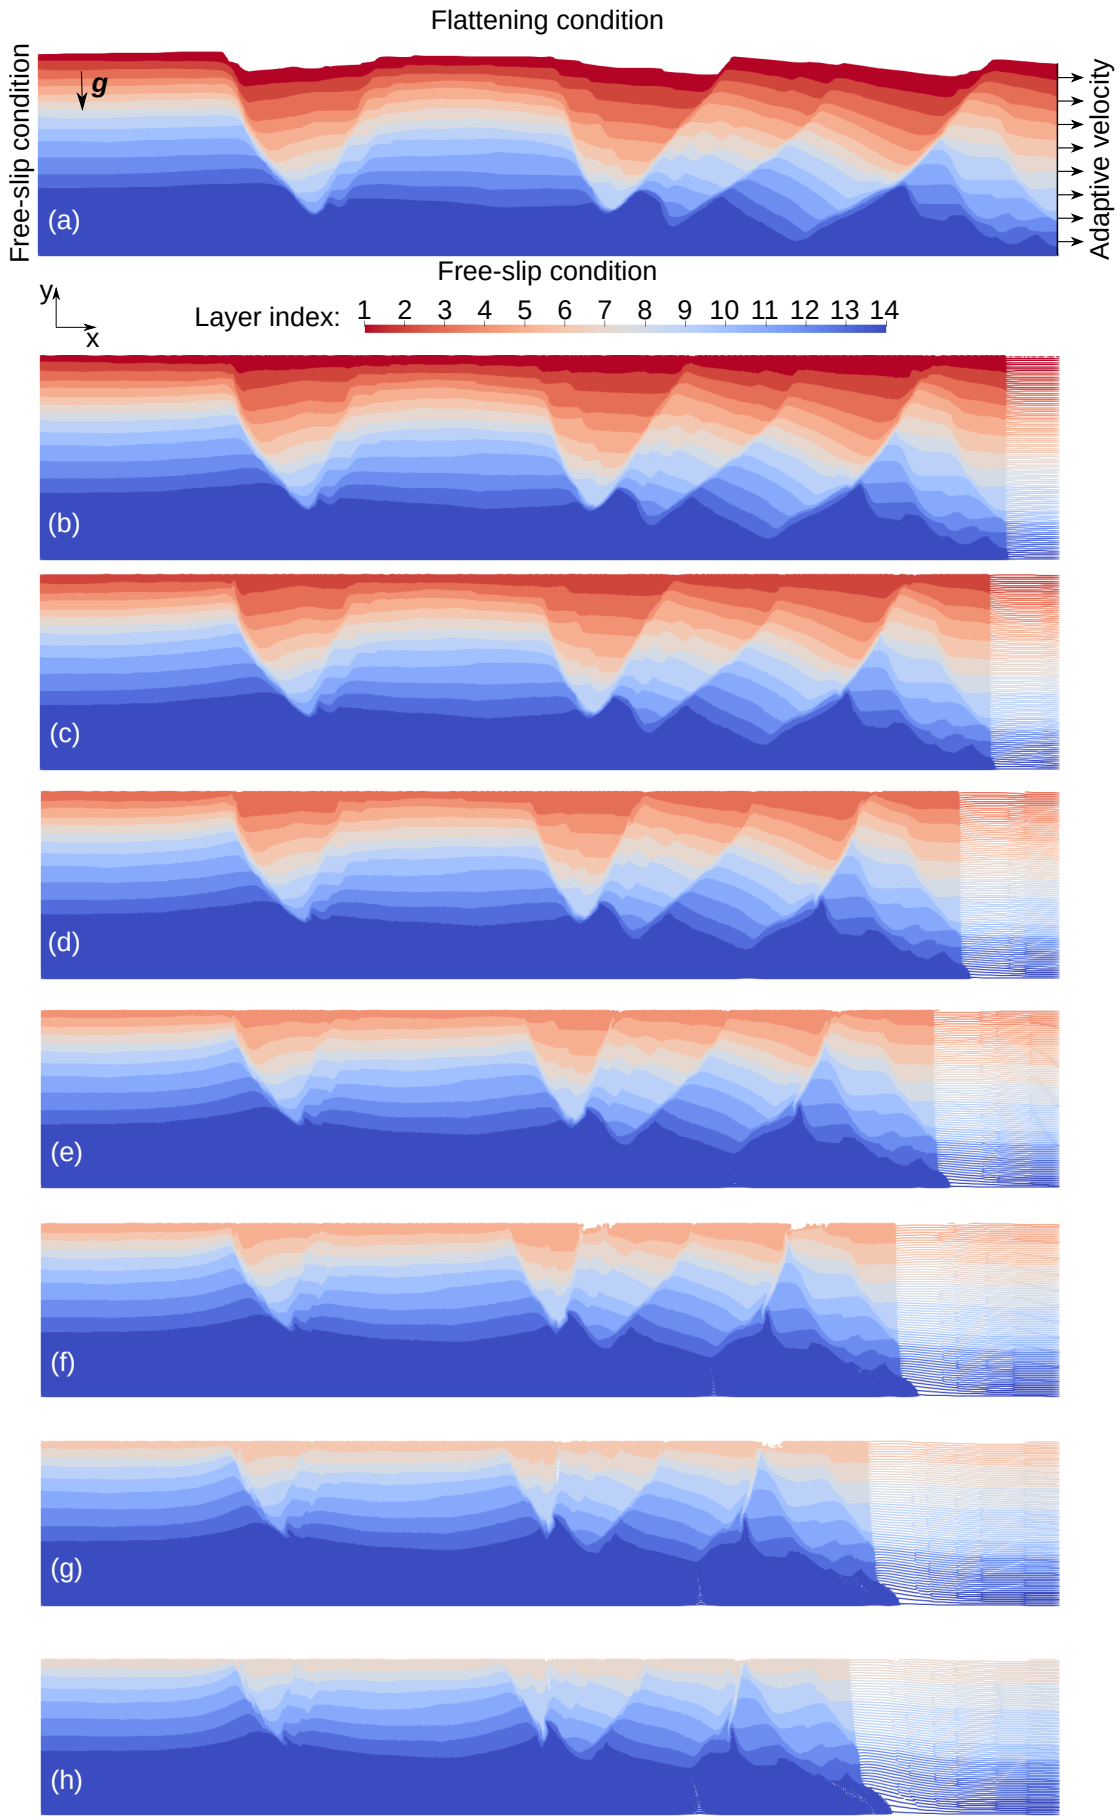 Flattening condition
Free-slip condition
g
(a)
Adaptive velocity
Free-slip condition
y
x
Layer index: 1 2 3 4 5 6 7 8 9 10 11 12 13 14
(b)
(c)
(d)
(e)
(f)
(g)
(h)